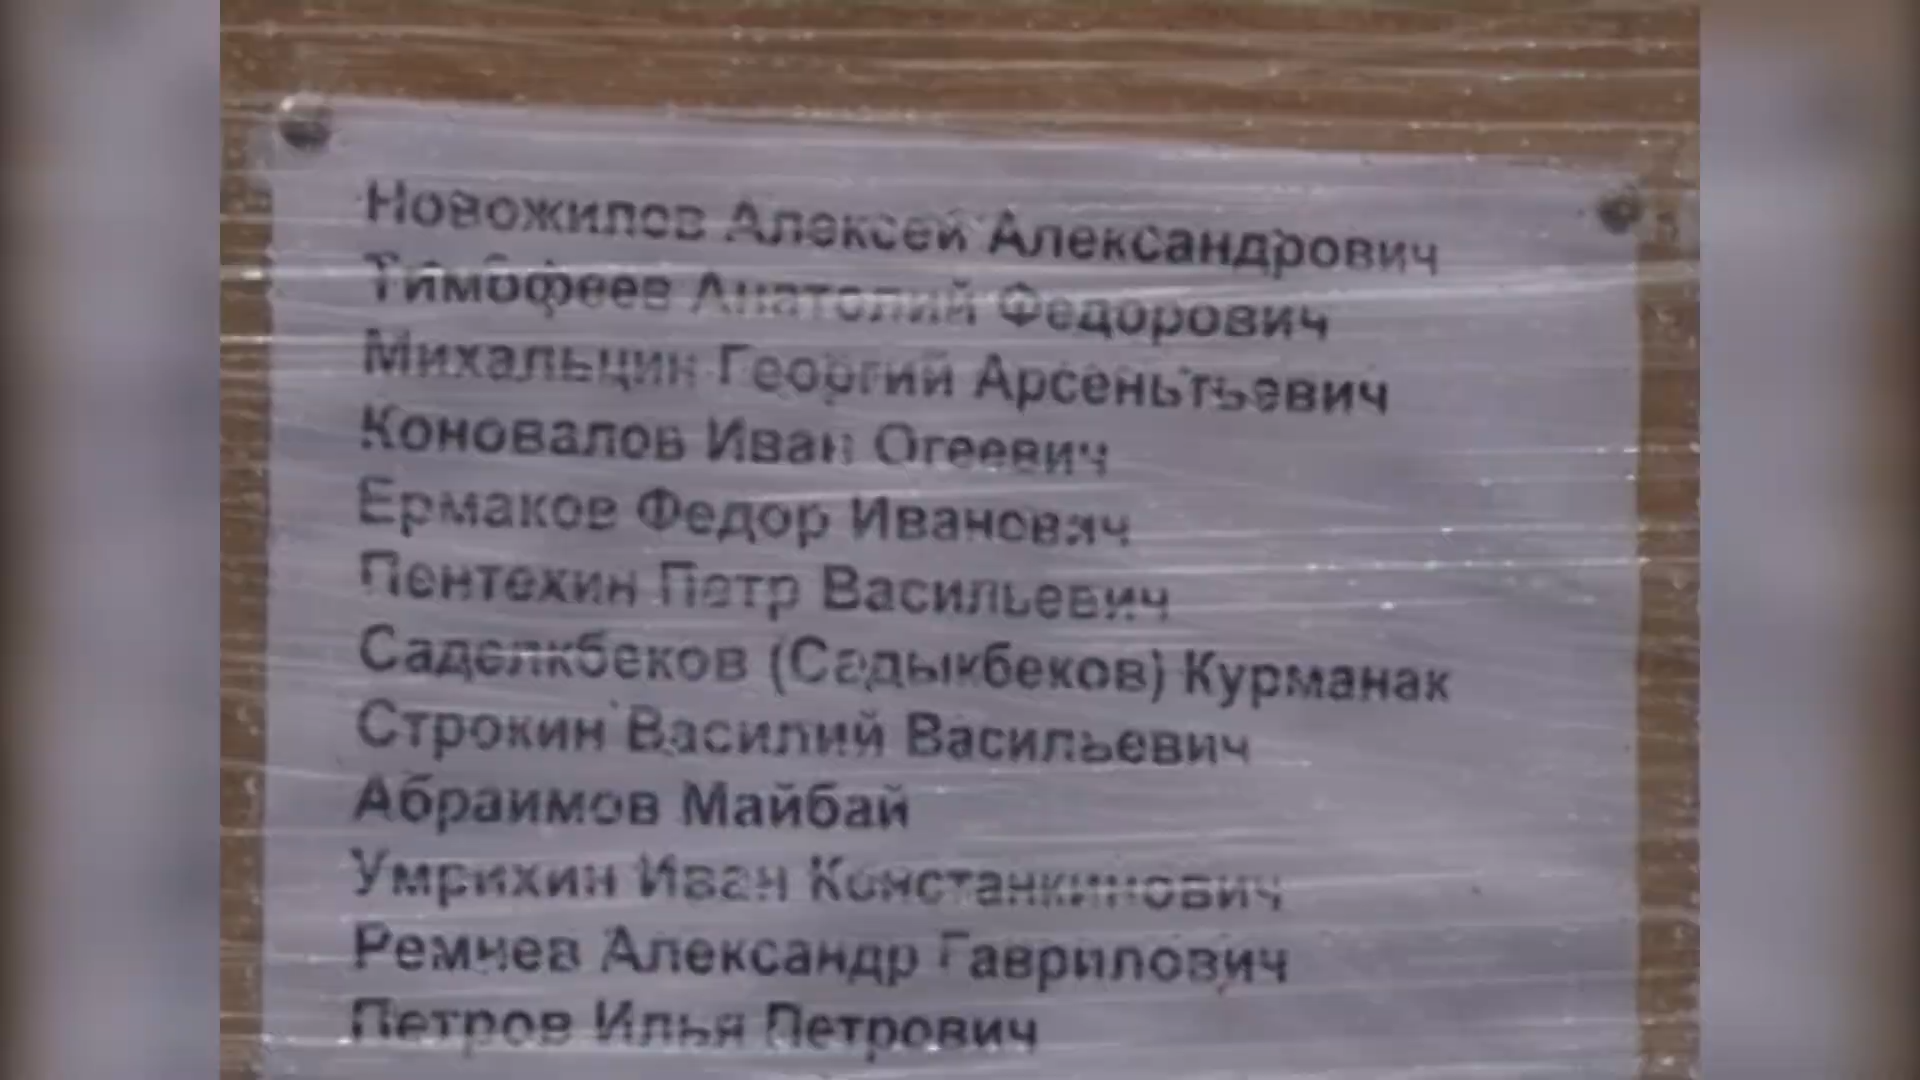 Новожилов Алексей Александрович
Тимофеев Анатолий Федорович
Михальцин Георгий Арсеньтьевич
Коновалов Иван Огеевич
Ермаков Федор Иванович
Пентехин Петр Васильевич
Саделкбеков (Садыкбеков) Курманак
Строкин Василий Васильевич
Абраимов Майбай
Умрихин Иван Констанкинович
Ремнев Александр Гаврилович
Петров Илья Петрович